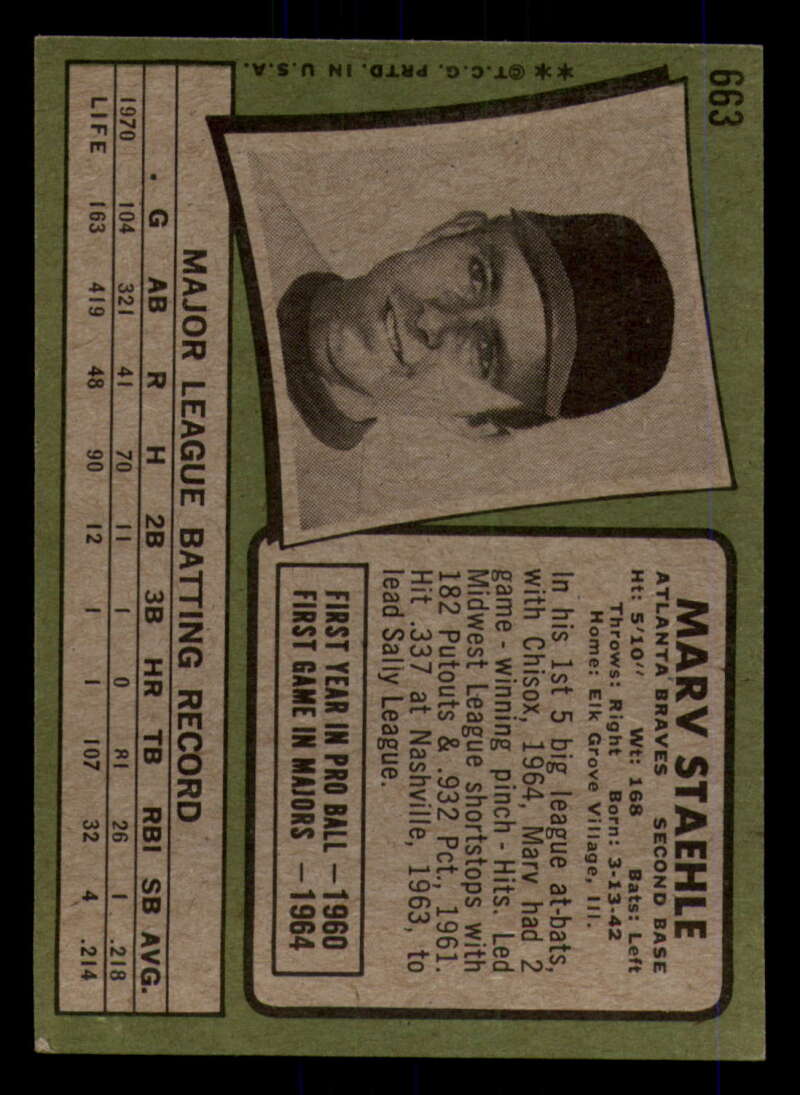 663
**©T.C.G. PRTD. IN U.S.A.
MARV STAEHLE
ATLANTA BRAVES SECOND BASE
Ht: 5'10" Wt: 168 Bats: Left
Throws: Right Born: 3-13-42
Home: Elk Grove Village, Ill.
In his 1st 5 big league at-bats,
with Chisox, 1964, Marv had 2
game-winning pinch-Hits. Led
Midwest League shortstops with
182 Putouts & .932 Pct., 1961.
Hit .337 at Nashville, 1963, to
lead Sally League.
FIRST YEAR IN PRO BALL — 1960
FIRST GAME IN MAJORS — 1964
MAJOR LEAGUE BATTING RECORD
G AB R H 2B 3B HR TB RBI SB AVG.
1970 104 321 41 70 11 1 0 81 26 1 .218
LIFE 163 419 48 90 12 1 1 107 32 4 .214